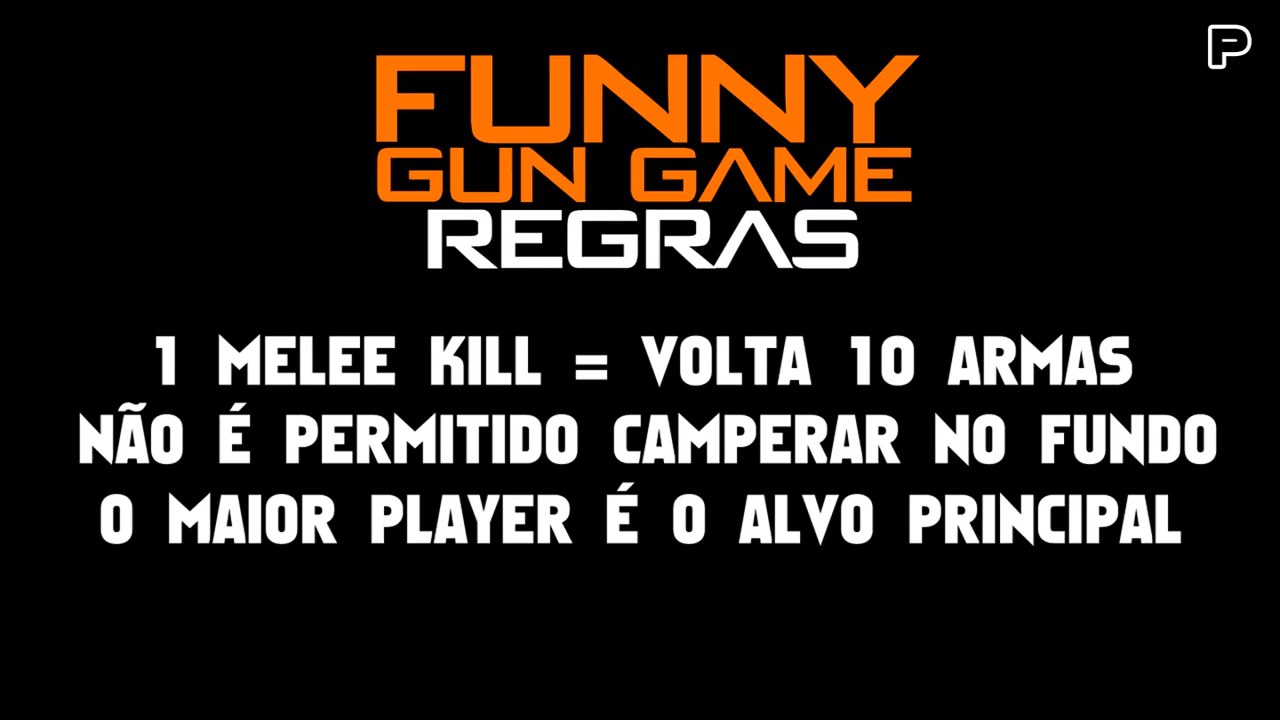 P
FUNNY
GUN GAME
REGRAS
1 MELEE KILL = VOLTA 10 ARMAS
NÃO É PERMITIDO CAMPERAR NO FUNDO
O MAIOR PLAYER É O ALVO PRINCIPAL